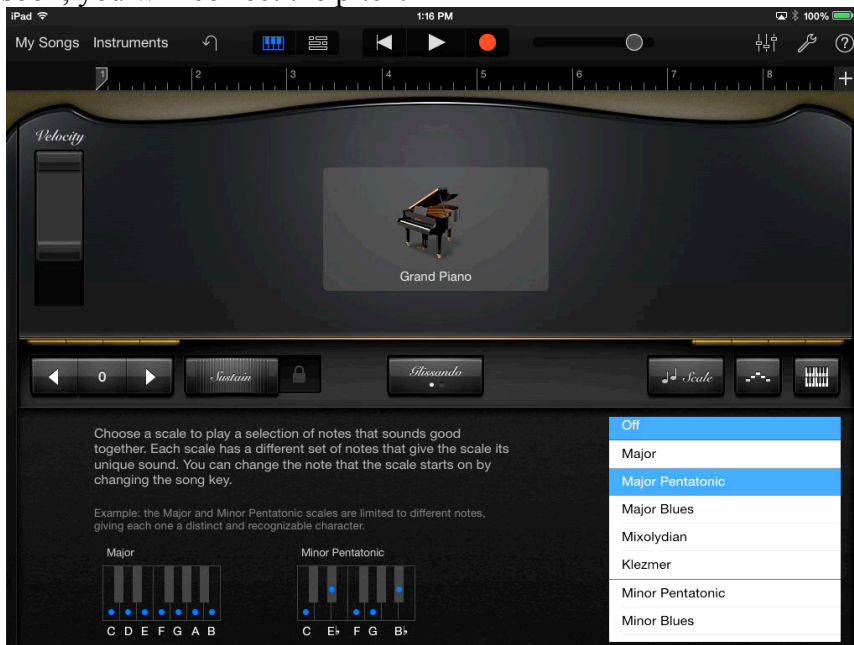 iPad 1:16 PM 100%
My Songs Instruments
1 2 3 4 5 6 7 8 +
Velocity
Grand Piano
0 Sustain Glissando Scale
Choose a scale to play a selection of notes that sounds good
together. Each scale has a different set of notes that give the scale its
unique sound. You can change the note that the scale starts on by
changing the song key.
Example: the Major and Minor Pentatonic scales are limited to different notes,
giving each one a distinct and recognizable character.
Major Minor Pentatonic
C D E F G A B C E♭ F G B♭
Off
Major
Major Pentatonic
Major Blues
Mixolydian
Klezmer
Minor Pentatonic
Minor Blues